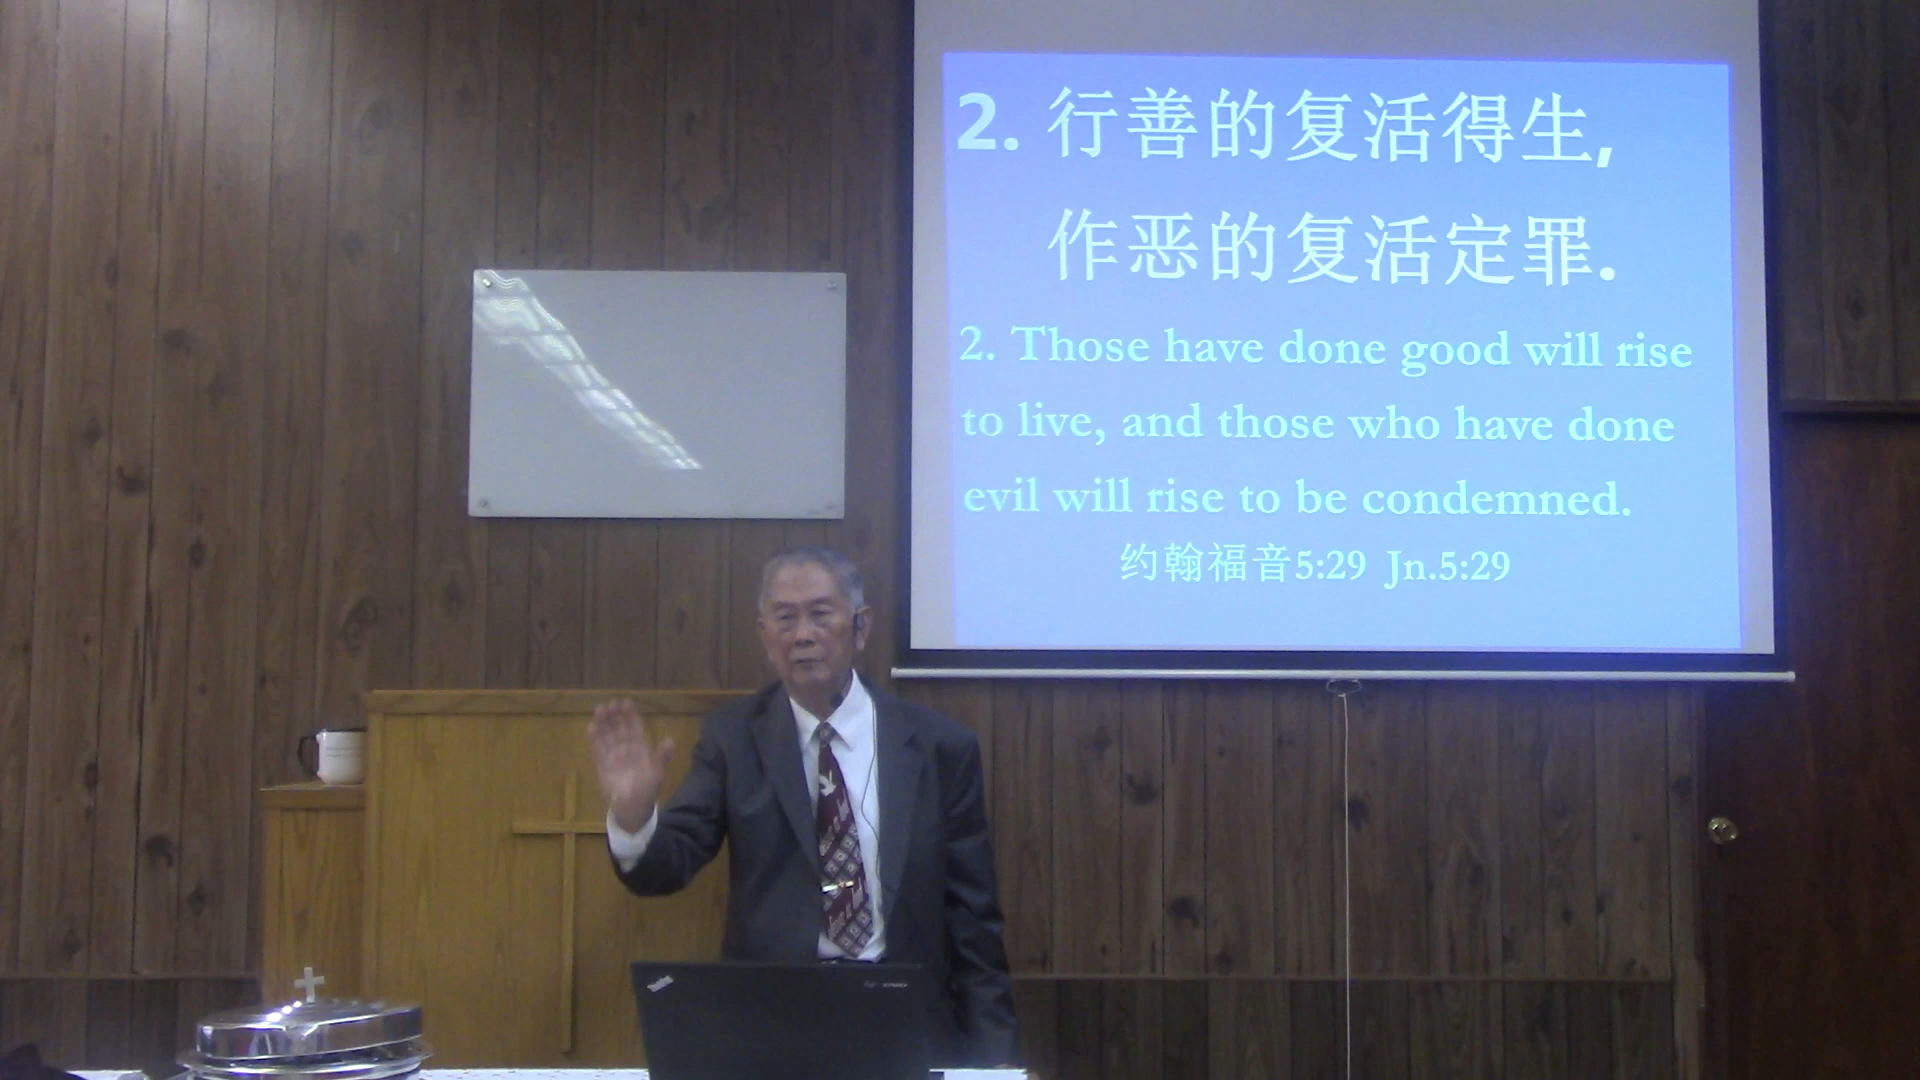 2. 行善的复活得生,
作恶的复活定罪.
2. Those have done good will rise
to live, and those who have done
evil will rise to be condemned.
约翰福音5:29 Jn.5:29
ThinkPad